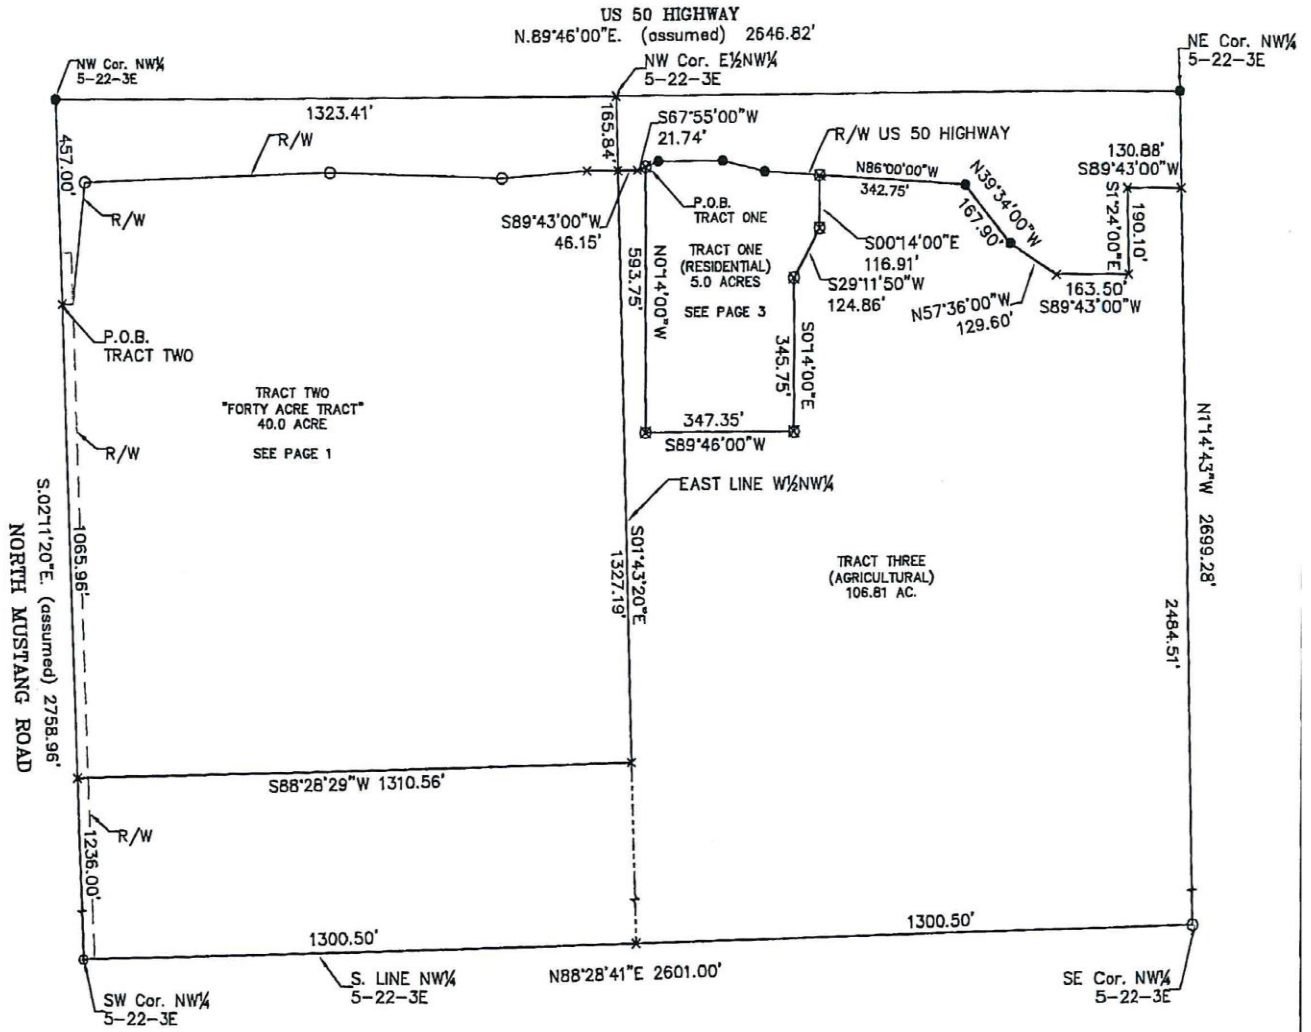 US 50 HIGHWAY
N.89°46'00"E. (assumed) 2646.82'
NW Cor. NW¼
5-22-3E
NW Cor. E½NW¼
5-22-3E
NE Cor. NW¼
5-22-3E
1323.41'
165.84'
S67°55'00"W
21.74'
R/W US 50 HIGHWAY
130.88'
S89°43'00"W
457.00'
R/W
N86°00'00"W
342.75'
N39°34'00"W
167.90'
S1°24'00"E
190.10'
R/W
S89°43'00"W
46.15'
P.O.B.
TRACT ONE
TRACT ONE
(RESIDENTIAL)
5.0 ACRES
SEE PAGE 3
S00°14'00"E
116.91'
S29°11'50"W
124.86'
N57°36'00"W
129.60'
163.50'
S89°43'00"W
593.75'
N0°14'00"W
S0°14'00"E
345.75'
P.O.B.
TRACT TWO
TRACT TWO
"FORTY ACRE TRACT"
40.0 ACRE
SEE PAGE 1
347.35'
S89°46'00"W
R/W
N1°14'43"W 2699.28'
EAST LINE W½NW¼
S.02°11'20"E. (assumed) 2758.96'
NORTH MUSTANG ROAD
1065.96'
S01°43'20"E
1327.19'
TRACT THREE
(AGRICULTURAL)
106.81 AC.
2484.51'
S88°28'29"W 1310.56'
R/W
1236.00'
1300.50'
1300.50'
S. LINE NW¼
5-22-3E
N88°28'41"E 2601.00'
SW Cor. NW¼
5-22-3E
SE Cor. NW¼
5-22-3E